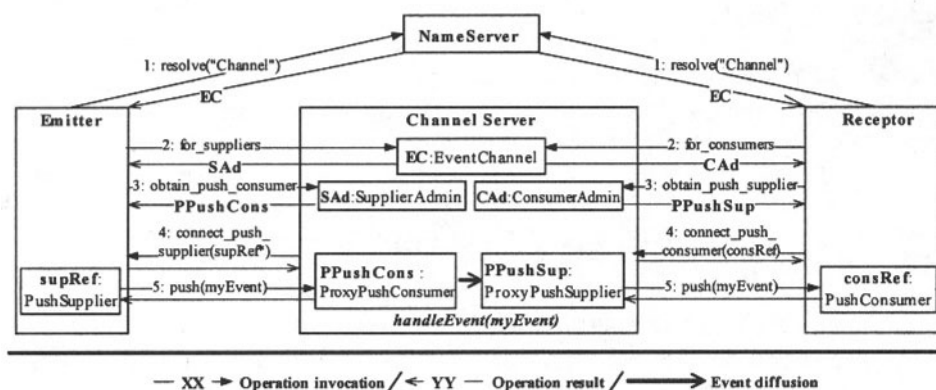 NameServer
1: resolve("Channel")
1: resolve("Channel")
EC
EC
Emitter
Channel Server
Receptor
2: for_suppliers
EC:EventChannel
2: for_consumers
SAd
CAd
3: obtain_push_consumer
SAd:SupplierAdmin
CAd:ConsumerAdmin
3: obtain_push_supplier
PPushCons
PPushSup
4: connect_push_
supplier(supRef*)
4: connect_push_
consumer(consRef)
supRef:
PushSupplier
5: push(myEvent)
PPushCons :
ProxyPushConsumer
PPushSup:
ProxyPushSupplier
5: push(myEvent)
consRef:
PushConsumer
handleEvent(myEvent)
XX Operation invocation / YY Operation result / Event diffusion